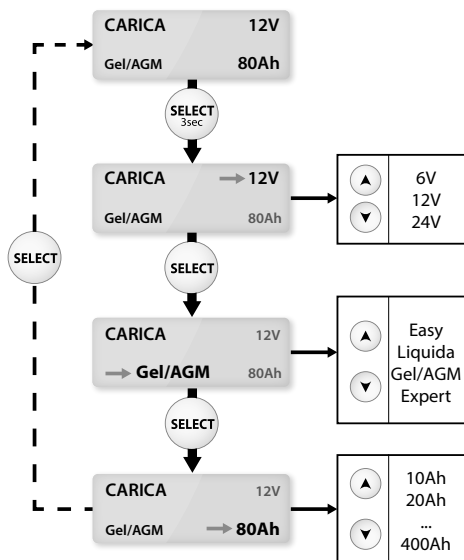 CARICA 12V
Gel/AGM 80Ah
SELECT
3sec
CARICA 12V
Gel/AGM 80Ah
6V
12V
24V
SELECT
SELECT
CARICA 12V
Gel/AGM 80Ah
Easy
Liquida
Gel/AGM
Expert
SELECT
CARICA 12V
Gel/AGM 80Ah
10Ah
20Ah
...
400Ah